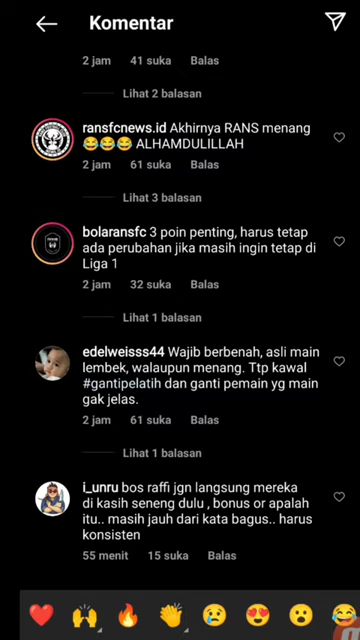 Komentar
2 jam 41 suka Balas
Lihat 2 balasan
ransfcnews.id Akhirnya RANS menang
😂😂😂 ALHAMDULILLAH
2 jam 61 suka Balas
Lihat 3 balasan
bolaransfc 3 poin penting, harus tetap
ada perubahan jika masih ingin tetap di
Liga 1
2 jam 32 suka Balas
Lihat 1 balasan
edelweisss44 Wajib berbenah, asli main
lembek, walaupun menang. Ttp kawal
#gantipelatih dan ganti pemain yg main
gak jelas.
2 jam 61 suka Balas
Lihat 1 balasan
i_unru bos raffi jgn langsung mereka
di kasih seneng dulu , bonus or apalah
itu.. masih jauh dari kata bagus.. harus
konsisten
55 menit 15 suka Balas